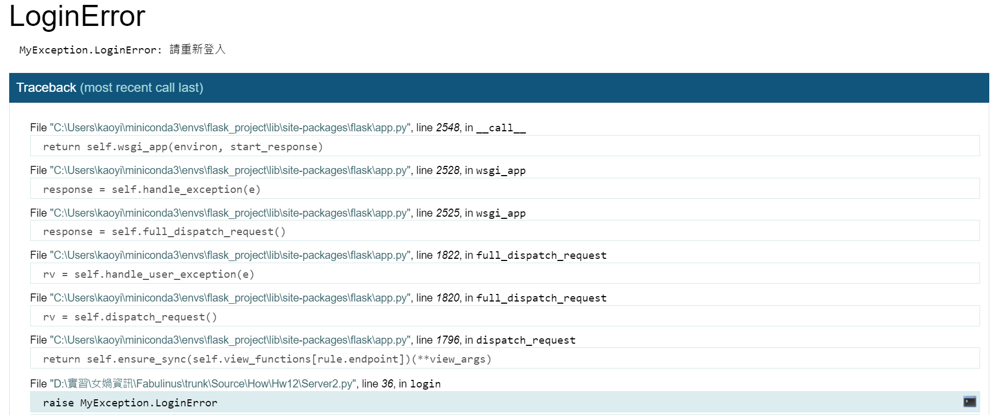 LoginError
MyException.LoginError: 請重新登入
Traceback (most recent call last)
File "C:\Users\kaoyi\miniconda3\envs\flask_project\lib\site-packages\flask\app.py", line 2548, in __call__
return self.wsgi_app(environ, start_response)
File "C:\Users\kaoyi\miniconda3\envs\flask_project\lib\site-packages\flask\app.py", line 2528, in wsgi_app
response = self.handle_exception(e)
File "C:\Users\kaoyi\miniconda3\envs\flask_project\lib\site-packages\flask\app.py", line 2525, in wsgi_app
response = self.full_dispatch_request()
File "C:\Users\kaoyi\miniconda3\envs\flask_project\lib\site-packages\flask\app.py", line 1822, in full_dispatch_request
rv = self.handle_user_exception(e)
File "C:\Users\kaoyi\miniconda3\envs\flask_project\lib\site-packages\flask\app.py", line 1820, in full_dispatch_request
rv = self.dispatch_request()
File "C:\Users\kaoyi\miniconda3\envs\flask_project\lib\site-packages\flask\app.py", line 1796, in dispatch_request
return self.ensure_sync(self.view_functions[rule.endpoint])(**view_args)
File "D:\實習\女媧資訊\Fabulinus\trunk\Source\How\Hw12\Server2.py", line 36, in login
raise MyException.LoginError